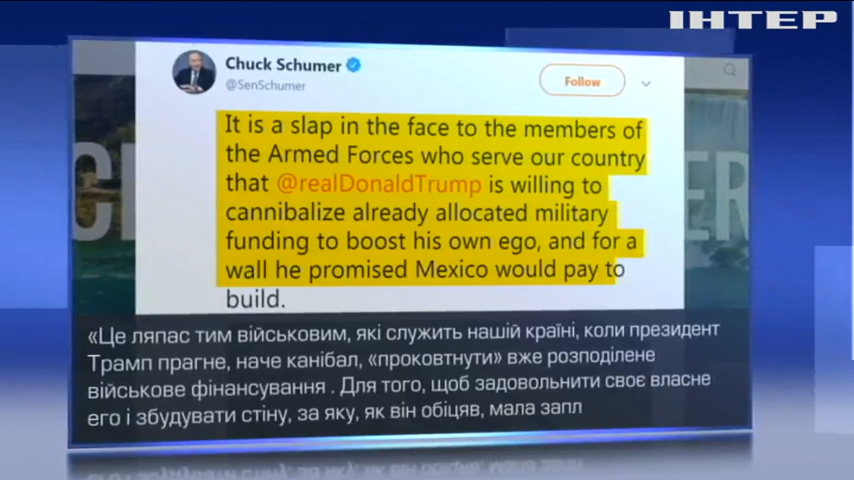 ІНТЕР
Chuck Schumer
@SenSchumer
Follow
It is a slap in the face to the members of
the Armed Forces who serve our country
that @realDonaldTrump is willing to
cannibalize already allocated military
funding to boost his own ego, and for a
wall he promised Mexico would pay to
build.
«Це ляпас тим військовим, які служить нашій країні, коли президент
Трамп прагне, наче канібал, «проковтнути» вже розподілене
військове фінансування . Для того, щоб задовольнити своє власне
его і збудувати стіну, за яку, як він обіцяв, мала запл